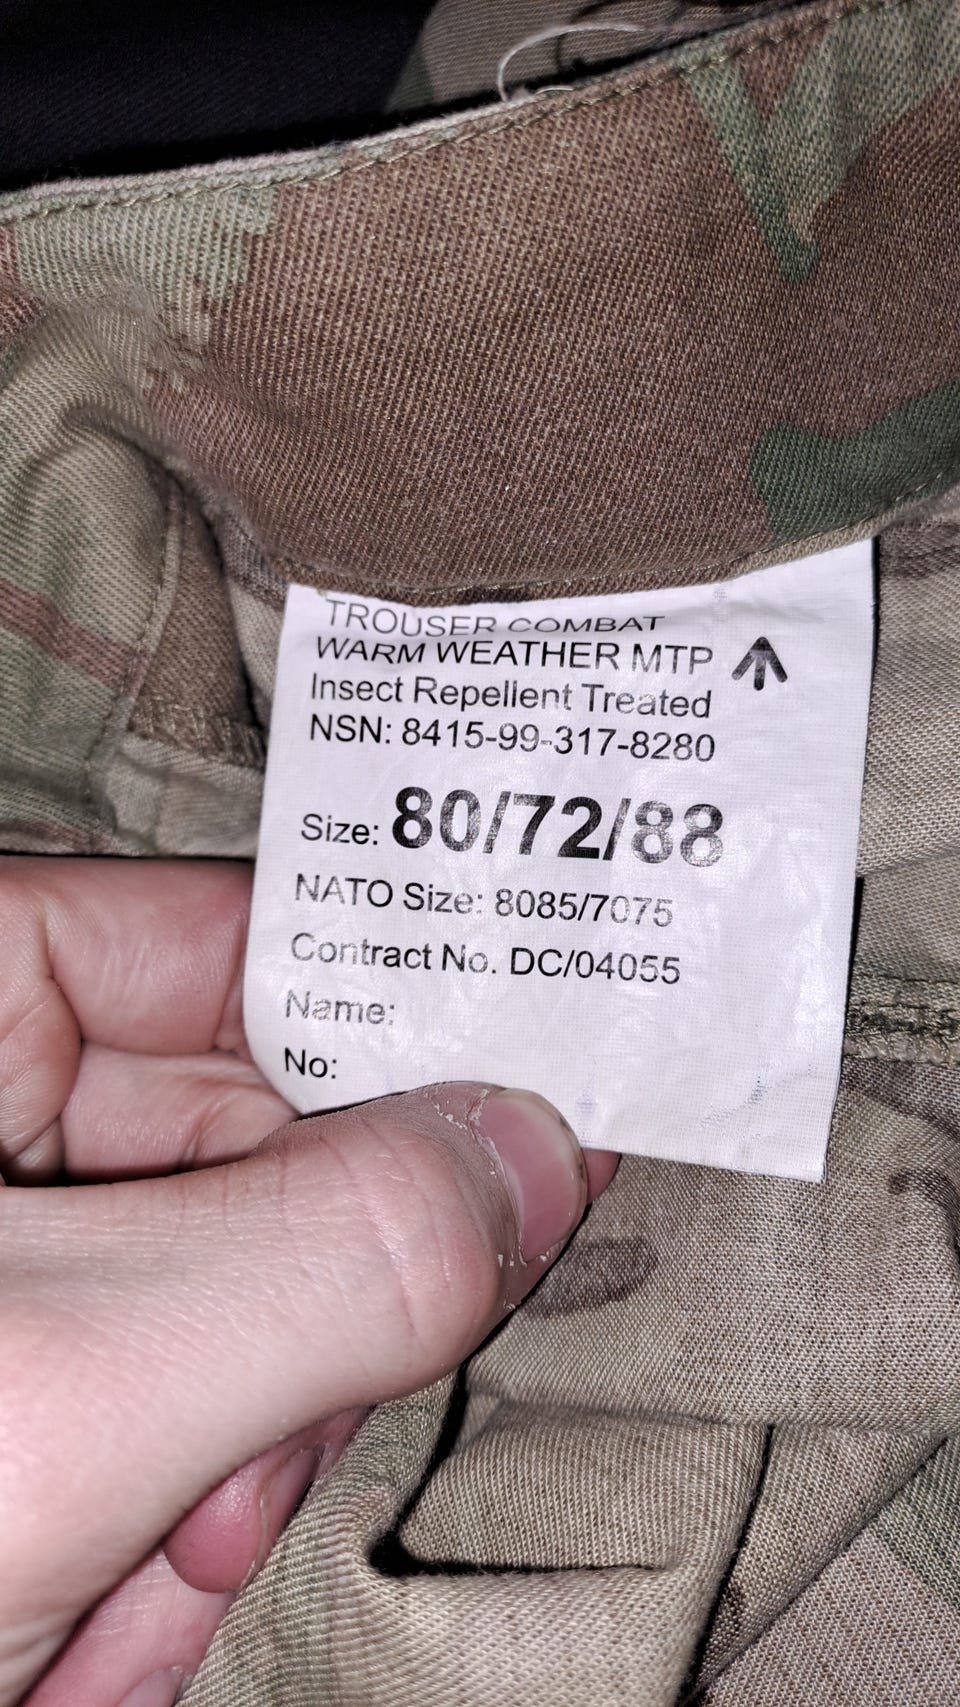 TROUSER COMBAT
WARM WEATHER MTP
Insect Repellent Treated
NSN: 8415-99-317-8280
Size: 80/72/88
NATO Size: 8085/7075
Contract No. DC/04055
Name:
No: